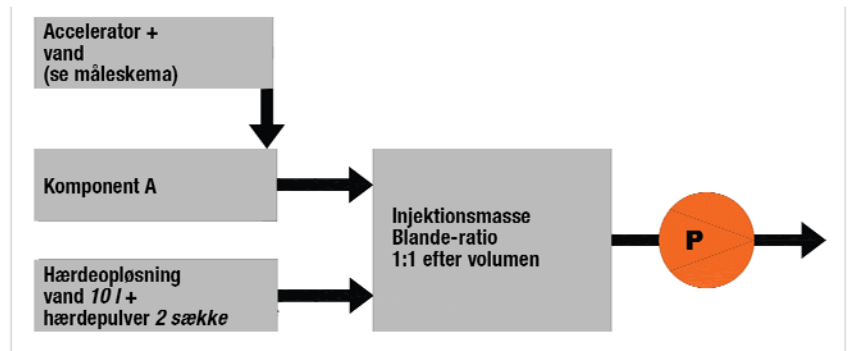 Accelerator +
vand
(se måleskema)
Komponent A
Hærdeopløsning
vand 10 l +
hærdepulver 2 sække
Injektionsmasse
Blande-ratio
1:1 efter volumen
P